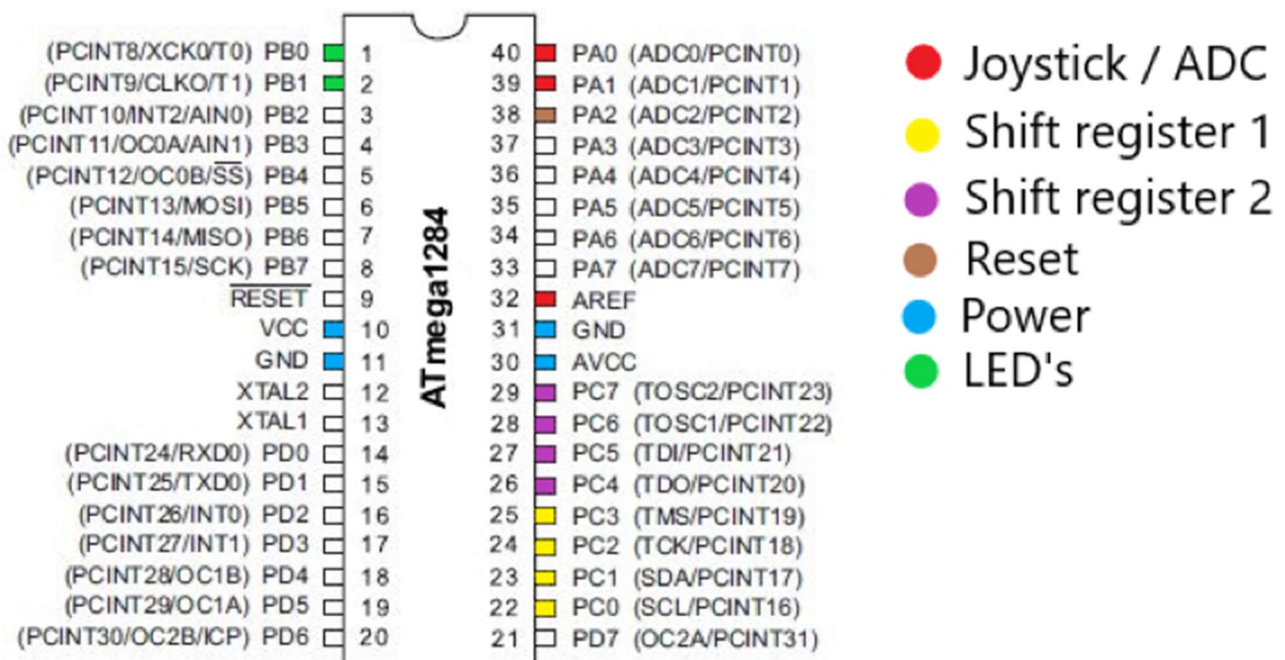 (PCINT8/XCK0/T0) PB0 1
(PCINT9/CLKO/T1) PB1 2
(PCINT10/INT2/AIN0) PB2 3
(PCINT11/OC0A/AIN1) PB3 4
(PCINT12/OC0B/SS) PB4 5
(PCINT13/MOSI) PB5 6
(PCINT14/MISO) PB6 7
(PCINT15/SCK) PB7 8
RESET 9
VCC 10
GND 11
XTAL2 12
XTAL1 13
(PCINT24/RXD0) PD0 14
(PCINT25/TXD0) PD1 15
(PCINT26/INT0) PD2 16
(PCINT27/INT1) PD3 17
(PCINT28/OC1B) PD4 18
(PCINT29/OC1A) PD5 19
(PCINT30/OC2B/ICP) PD6 20
ATmega1284
40 PA0 (ADC0/PCINT0)
39 PA1 (ADC1/PCINT1)
38 PA2 (ADC2/PCINT2)
37 PA3 (ADC3/PCINT3)
36 PA4 (ADC4/PCINT4)
35 PA5 (ADC5/PCINT5)
34 PA6 (ADC6/PCINT6)
33 PA7 (ADC7/PCINT7)
32 AREF
31 GND
30 AVCC
29 PC7 (TOSC2/PCINT23)
28 PC6 (TOSC1/PCINT22)
27 PC5 (TDI/PCINT21)
26 PC4 (TDO/PCINT20)
25 PC3 (TMS/PCINT19)
24 PC2 (TCK/PCINT18)
23 PC1 (SDA/PCINT17)
22 PC0 (SCL/PCINT16)
21 PD7 (OC2A/PCINT31)
Joystick / ADC
Shift register 1
Shift register 2
Reset
Power
LED's